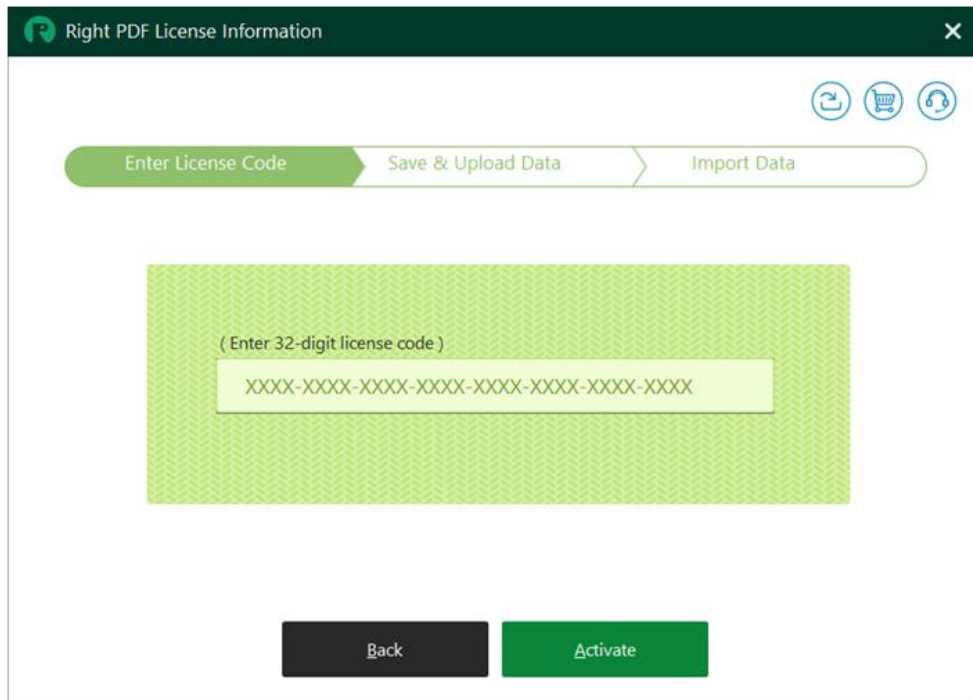 Right PDF License Information
Enter License Code
Save & Upload Data
Import Data
( Enter 32-digit license code )
XXXX-XXXX-XXXX-XXXX-XXXX-XXXX-XXXX-XXXX
Back
Activate